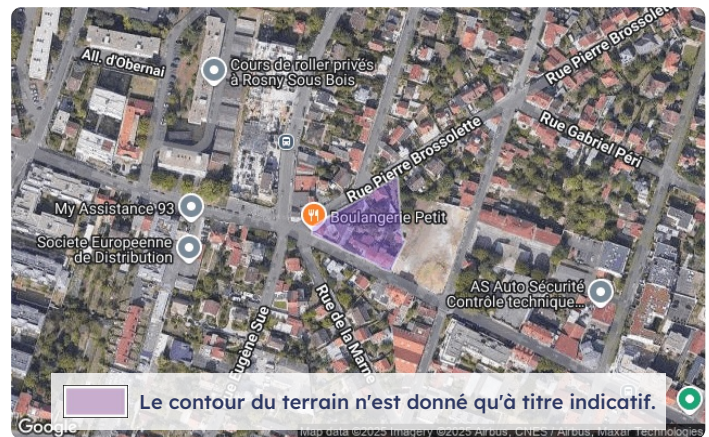 All. d'Obernai
Cours de roller privés
à Rosny Sous Bois
Rue Pierre Brossolette
Rue Gabriel Péri
Rue Pierre Brossolette
My Assistance 93
Boulangerie Petit
Societe Europeenne
de Distribution
AS Auto Sécurité
Contrôle technique...
Eugène Sue
Rue de la Marne
Le contour du terrain n'est donné qu'à titre indicatif.
Google
Map data ©2025 Imagery ©2025 Airbus, CNES / Airbus, Maxar Technologies